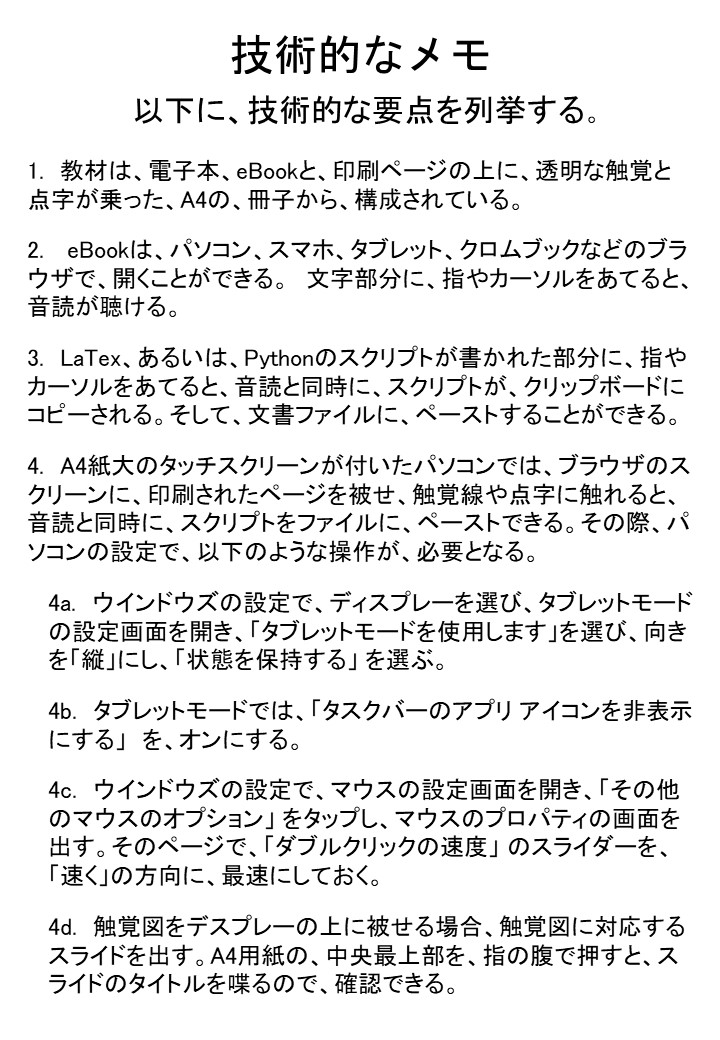 技術的なメモ
以下に、技術的な要点を列挙する。
1. 教材は、電子本、eBookと、印刷ページの上に、透明な触覚と
点字が乗った、A4の、冊子から、構成されている。
2. eBookは、パソコン、スマホ、タブレット、クロムブックなどのブラ
ウザで、開くことができる。 文字部分に、指やカーソルをあてると、
音読が聴ける。
3. LaTex、あるいは、Pythonのスクリプトが書かれた部分に、指や
カーソルをあてると、音読と同時に、スクリプトが、クリップボードに
コピーされる。そして、文書ファイルに、ペーストすることができる。
4. A4紙大のタッチスクリーンが付いたパソコンでは、ブラウザのス
クリーンに、印刷されたページを被せ、触覚線や点字に触れると、
音読と同時に、スクリプトをファイルに、ペーストできる。その際、パ
ソコンの設定で、以下のような操作が、必要となる。
4a. ウインドウズの設定で、ディスプレーを選び、タブレットモード
の設定画面を開き、「タブレットモードを使用します」を選び、向き
を「縦」にし、「状態を保持する」 を選ぶ。
4b. タブレットモードでは、「タスクバーのアプリ アイコンを非表示
にする」 を、オンにする。
4c. ウインドウズの設定で、マウスの設定画面を開き、「その他
のマウスのオプション」 をタップし、マウスのプロパティの画面を
出す。そのページで、「ダブルクリックの速度」 のスライダーを、
「速く」の方向に、最速にしておく。
4d. 触覚図をデスプレーの上に被せる場合、触覚図に対応する
スライドを出す。A4用紙の、中央最上部を、指の腹で押すと、ス
ライドのタイトルを喋るので、確認できる。